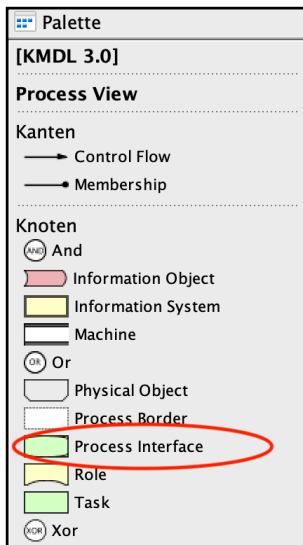 Palette
[KMDL 3.0]
Process View
Kanten
Control Flow
Membership
Knoten
AND And
Information Object
Information System
Machine
OR Or
Physical Object
Process Border
Process Interface
Role
Task
XOR Xor